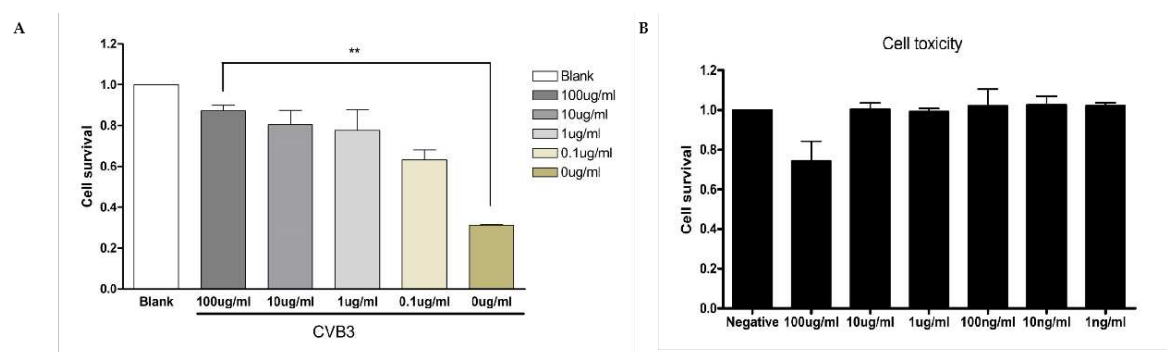 A
1.2
1.0
0.8
0.6
0.4
0.2
0.0
Cell survival
**
Blank
100ug/ml
10ug/ml
1ug/ml
0.1ug/ml
0ug/ml
Blank 100ug/ml 10ug/ml 1ug/ml 0.1ug/ml 0ug/ml
CVB3
B
Cell toxicity
1.2
1.0
0.8
0.6
0.4
0.2
0.0
Cell survival
Negative 100ug/ml 10ug/ml 1ug/ml 100ng/ml 10ng/ml 1ng/ml